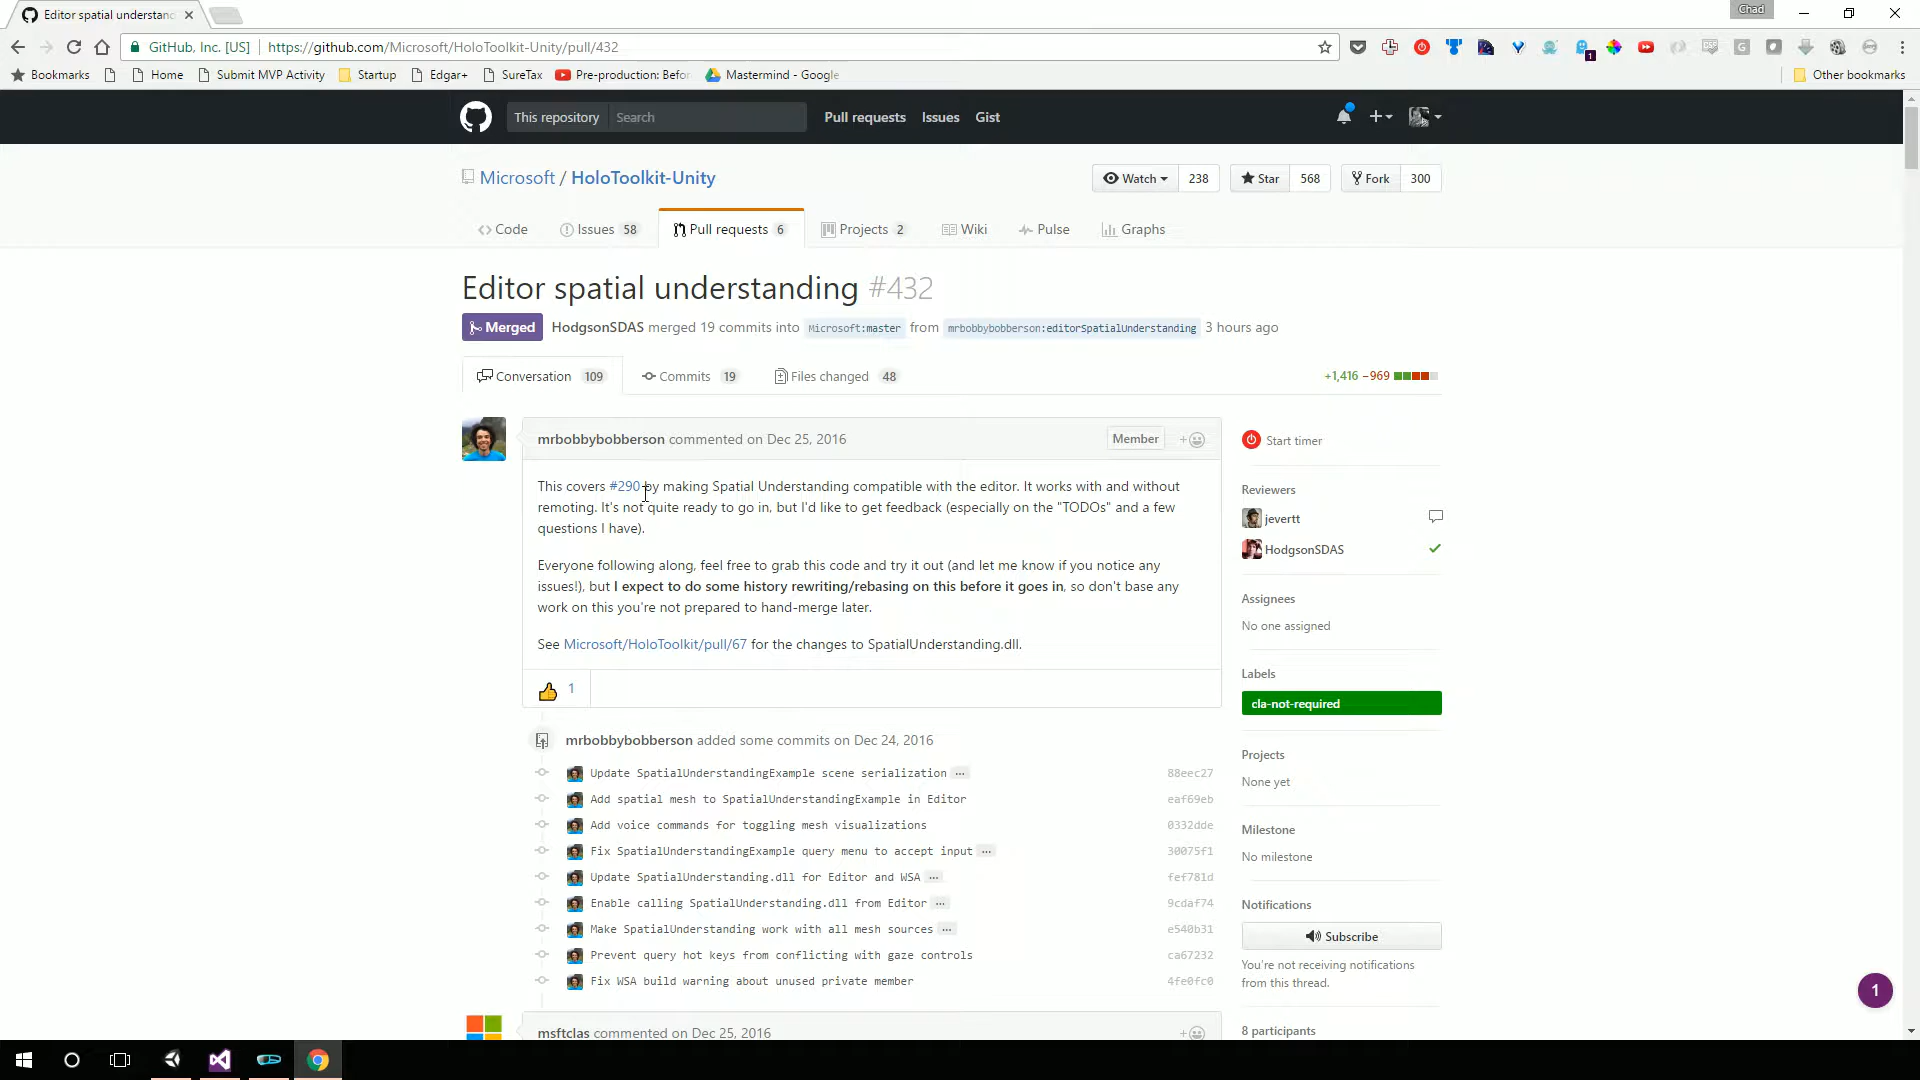 Editor spatial understanc
Chad
GitHub, Inc. [US] https://github.com/Microsoft/HoloToolkit-Unity/pull/432
Bookmarks Home Submit MVP Activity Startup Edgar+ SureTax Pre-production: Befor Mastermind - Google Other bookmarks
This repository Search Pull requests Issues Gist
Microsoft / HoloToolkit-Unity
Watch 238 Star 568 Fork 300
Code Issues 58 Pull requests 6 Projects 2 Wiki Pulse Graphs
Editor spatial understanding #432
Merged HodgsonSDAS merged 19 commits into Microsoft:master from mrbobbybobberson:editorSpatialUnderstanding 3 hours ago
Conversation 109 Commits 19 Files changed 48 +1,416 −969
mrbobbybobberson commented on Dec 25, 2016 Member
This covers #290 by making Spatial Understanding compatible with the editor. It works with and without
remoting. It's not quite ready to go in, but I'd like to get feedback (especially on the "TODOs" and a few
questions I have).
Everyone following along, feel free to grab this code and try it out (and let me know if you notice any
issues!), but I expect to do some history rewriting/rebasing on this before it goes in, so don't base any
work on this you're not prepared to hand-merge later.
See Microsoft/HoloToolkit/pull/67 for the changes to SpatialUnderstanding.dll.
1
mrbobbybobberson added some commits on Dec 24, 2016
Update SpatialUnderstandingExample scene serialization ... 88eec27
Add spatial mesh to SpatialUnderstandingExample in Editor eaf69eb
Add voice commands for toggling mesh visualizations 0332dde
Fix SpatialUnderstandingExample query menu to accept input ... 30075f1
Update SpatialUnderstanding.dll for Editor and WSA ... fef781d
Enable calling SpatialUnderstanding.dll from Editor ... 9cdaf74
Make SpatialUnderstanding work with all mesh sources ... e540b31
Prevent query hot keys from conflicting with gaze controls ca67232
Fix WSA build warning about unused private member 4fe0fc0
msftclas commented on Dec 25, 2016
Start timer
Reviewers
jevertt
HodgsonSDAS
Assignees
No one assigned
Labels
cla-not-required
Projects
None yet
Milestone
No milestone
Notifications
Subscribe
You're not receiving notifications
from this thread.
8 participants
1